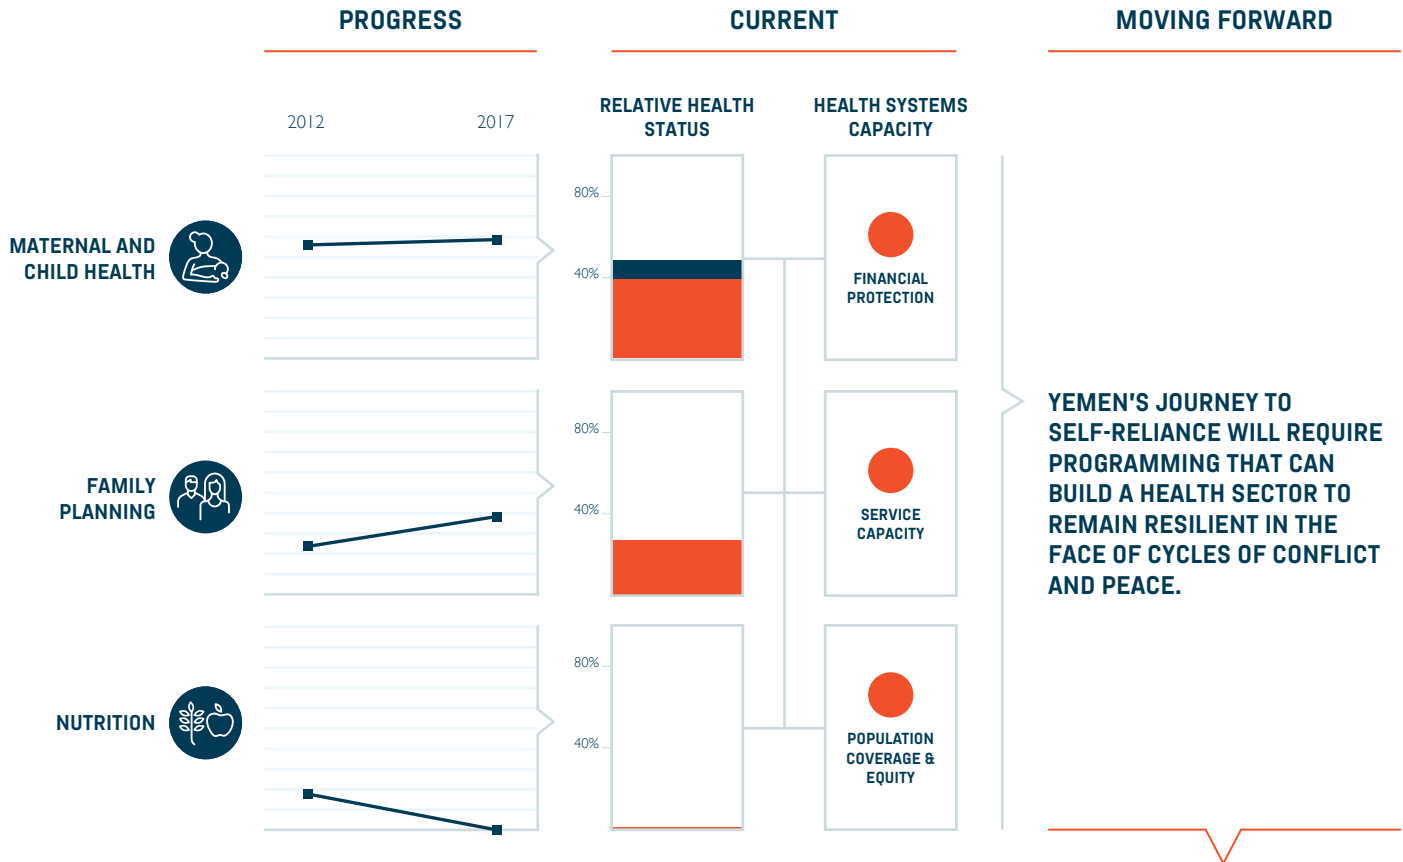 PROGRESS
CURRENT
MOVING FORWARD
2012
2017
RELATIVE HEALTH
STATUS
HEALTH SYSTEMS
CAPACITY
MATERNAL AND
CHILD HEALTH
80%
40%
FINANCIAL
PROTECTION
FAMILY
PLANNING
80%
40%
SERVICE
CAPACITY
NUTRITION
80%
40%
POPULATION
COVERAGE &
EQUITY
YEMEN'S JOURNEY TO
SELF-RELIANCE WILL REQUIRE
PROGRAMMING THAT CAN
BUILD A HEALTH SECTOR TO
REMAIN RESILIENT IN THE
FACE OF CYCLES OF CONFLICT
AND PEACE.